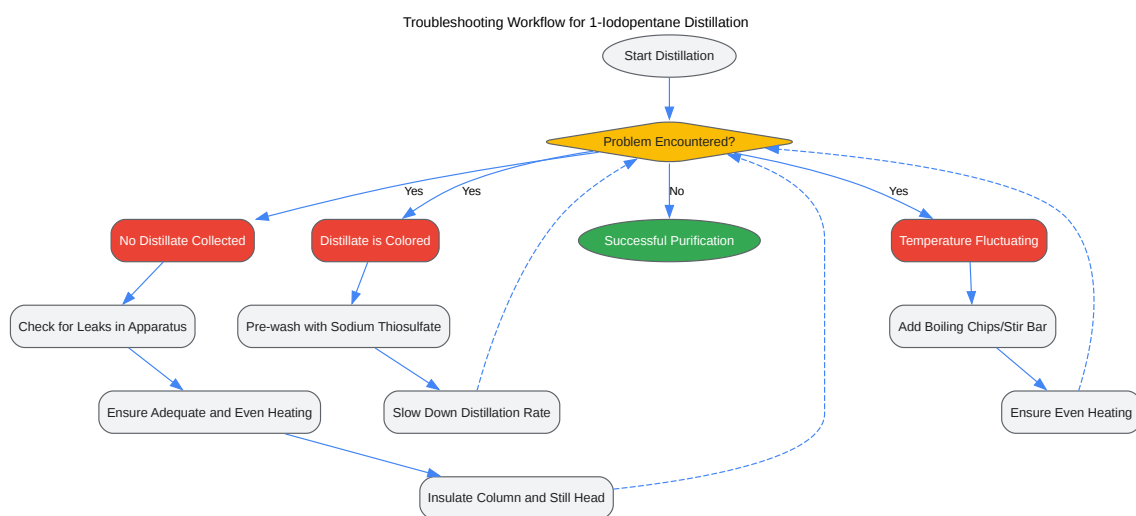 Troubleshooting Workflow for 1-Iodopentane Distillation
Start Distillation
Problem Encountered?
Yes
Yes
No
Yes
No Distillate Collected
Distillate is Colored
Successful Purification
Temperature Fluctuating
Check for Leaks in Apparatus
Pre-wash with Sodium Thiosulfate
Add Boiling Chips/Stir Bar
Ensure Adequate and Even Heating
Slow Down Distillation Rate
Ensure Even Heating
Insulate Column and Still Head